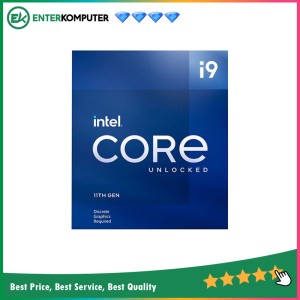 EK ENTERKOMPUTER
i9
intel.
CORE
UNLOCKED
11TH GEN
Discrete
Graphics
Required
Best Price, Best Service, Best Quality